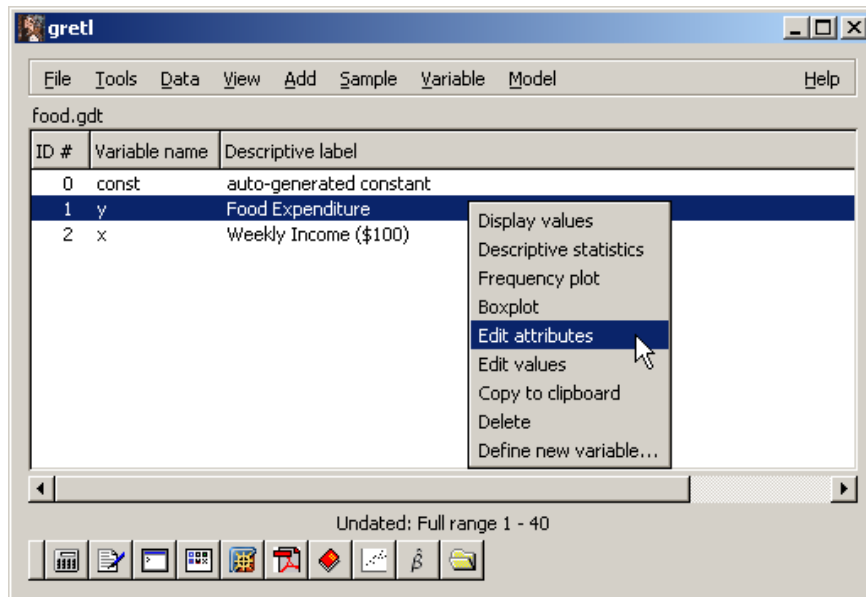 gretl
File Tools Data View Add Sample Variable Model Help
food.gdt
ID # Variable name Descriptive label
0 const auto-generated constant
1 y Food Expenditure
2 x Weekly Income ($100)
Display values
Descriptive statistics
Frequency plot
Boxplot
Edit attributes
Edit values
Copy to clipboard
Delete
Define new variable...
Undated: Full range 1 - 40
β̂